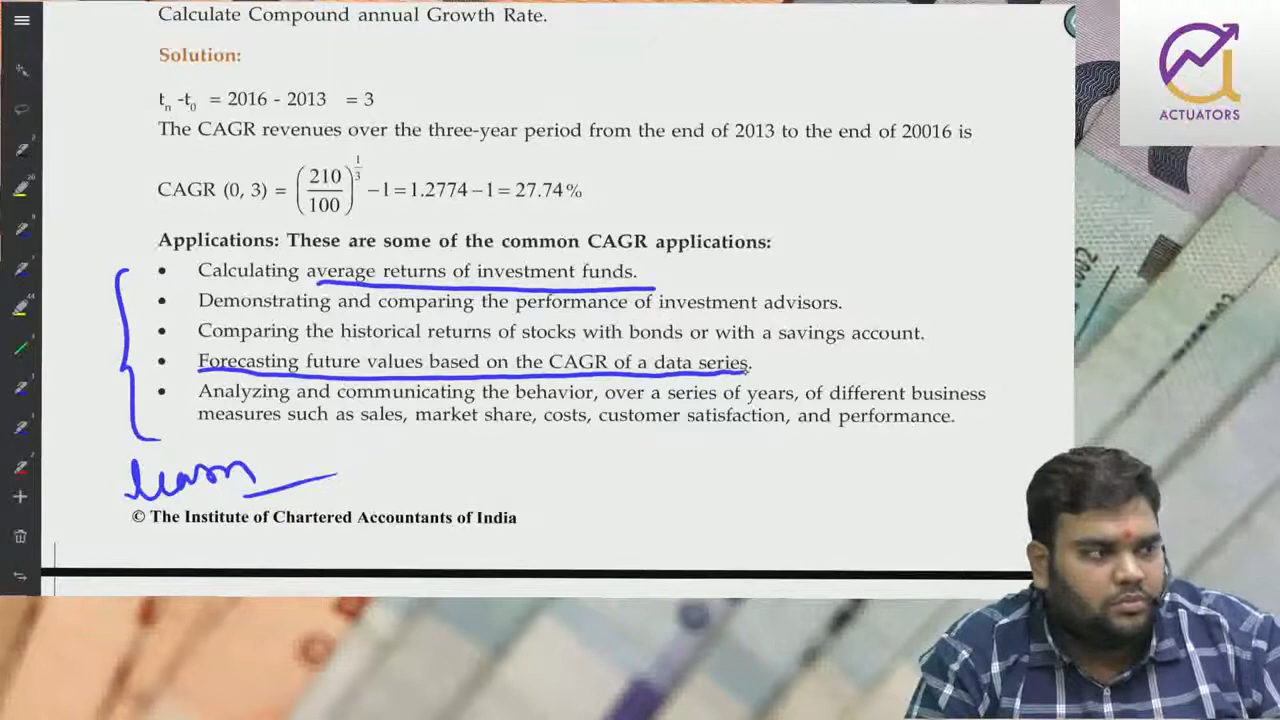 Calculate Compound annual Growth Rate.
Solution:
tₙ -t₀ = 2016 - 2013 = 3
The CAGR revenues over the three-year period from the end of 2013 to the end of 20016 is
CAGR (0, 3) = (210/100)^(1/3) −1 = 1.2774 − 1 = 27.74%
Applications: These are some of the common CAGR applications:
• Calculating average returns of investment funds.
• Demonstrating and comparing the performance of investment advisors.
• Comparing the historical returns of stocks with bonds or with a savings account.
• Forecasting future values based on the CAGR of a data series.
• Analyzing and communicating the behavior, over a series of years, of different business
measures such as sales, market share, costs, customer satisfaction, and performance.
learn
© The Institute of Chartered Accountants of India
ACTUATORS